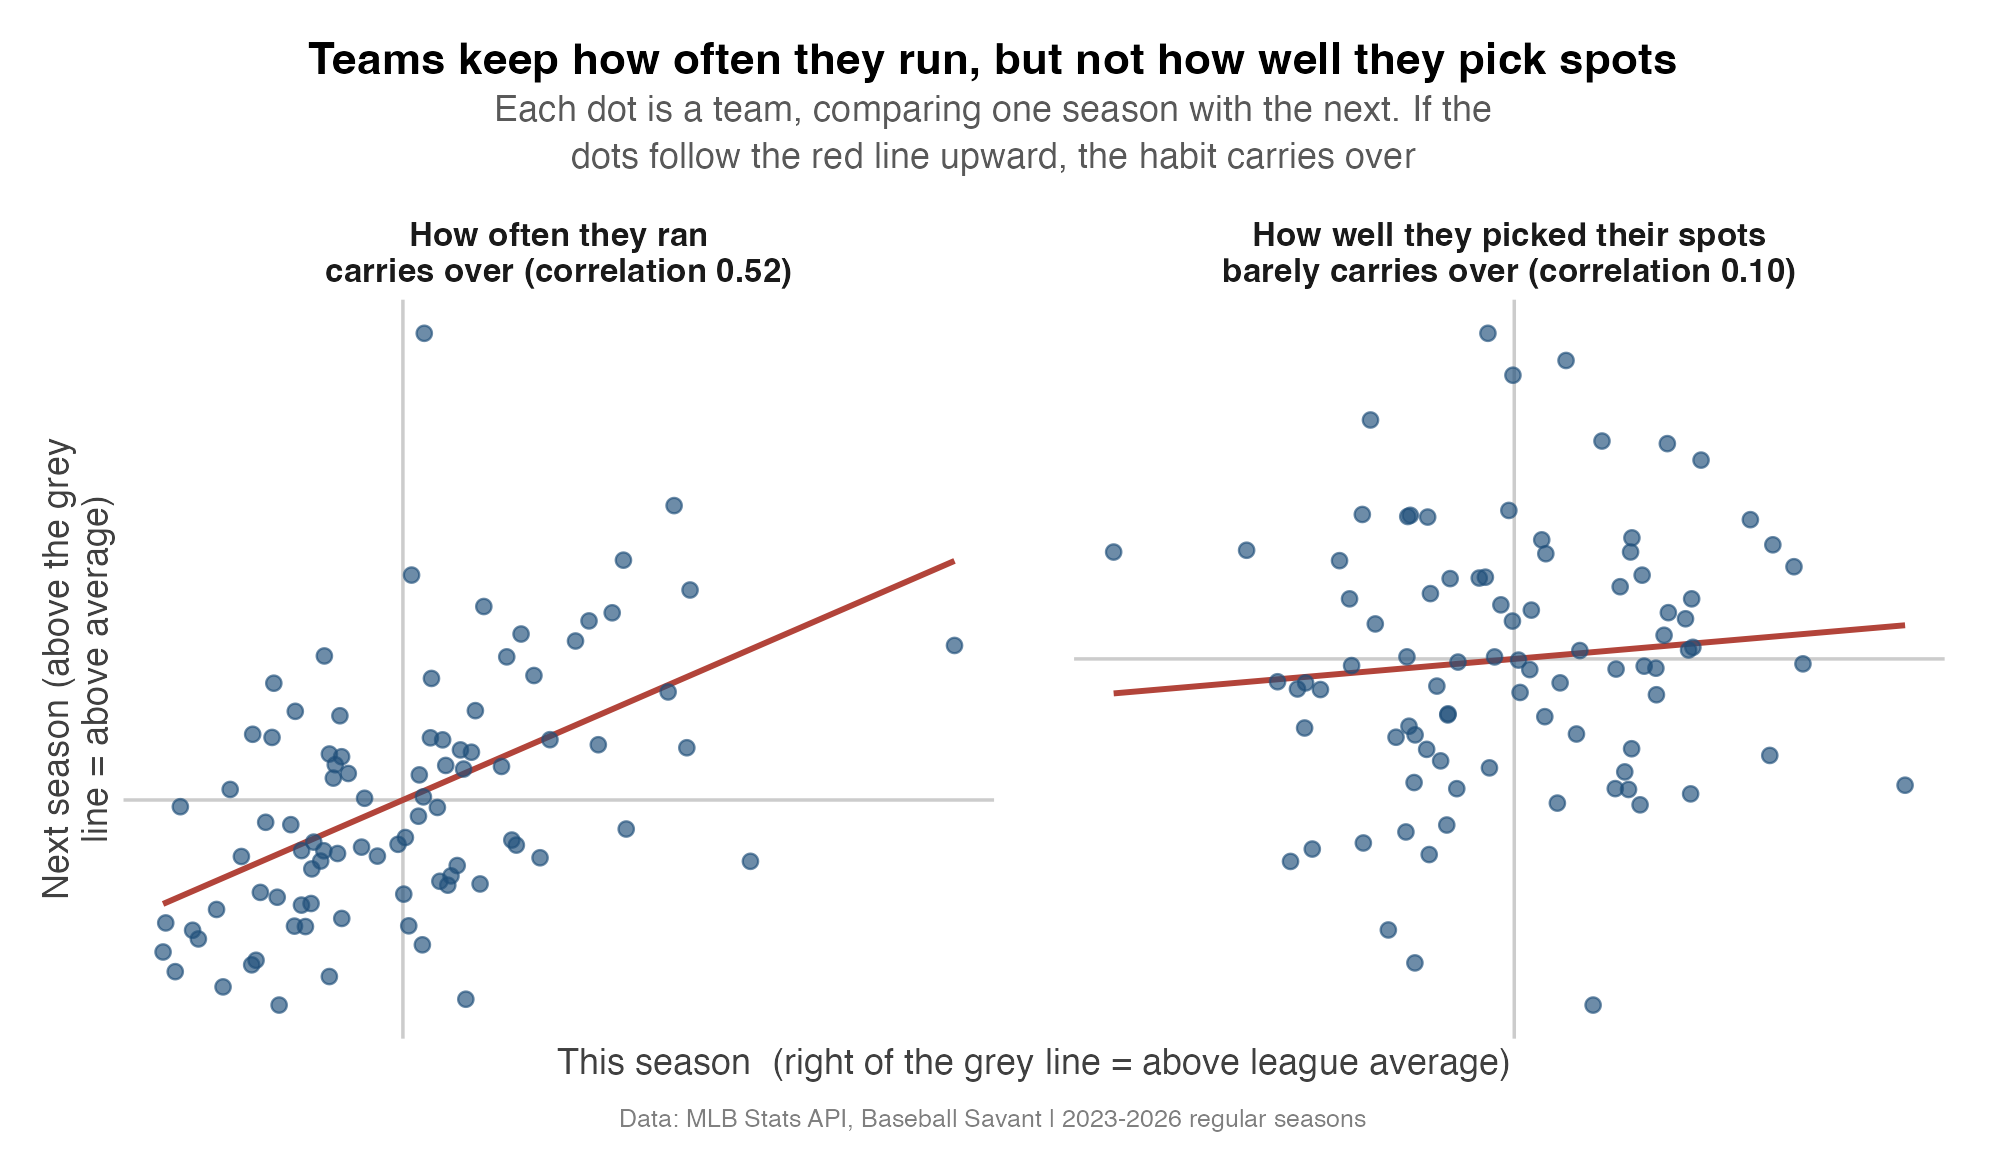 Teams keep how often they run, but not how well they pick spots
Each dot is a team, comparing one season with the next. If the
dots follow the red line upward, the habit carries over
How often they ran
carries over (correlation 0.52)
How well they picked their spots
barely carries over (correlation 0.10)
Next season (above the grey
line = above average)
This season  (right of the grey line = above league average)
Data: MLB Stats API, Baseball Savant | 2023-2026 regular seasons